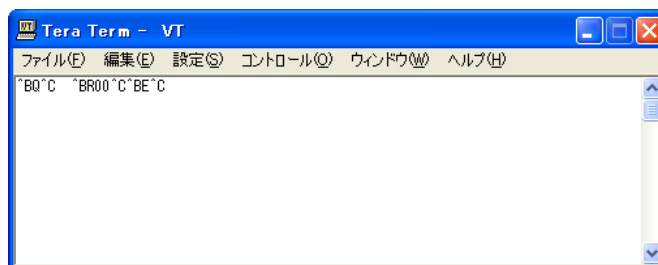 Tera Term - VT
ファイル(F) 編集(E) 設定(S) コントロール(O) ウィンドウ(W) ヘルプ(H)
^BQ^C ^BR00^C^BE^C